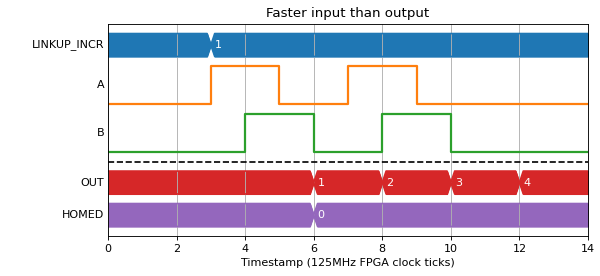 Faster input than output
LINKUP_INCR 1
A
B
OUT 1 2 3 4
HOMED 0
0 2 4 6 8 10 12 14
Timestamp (125MHz FPGA clock ticks)